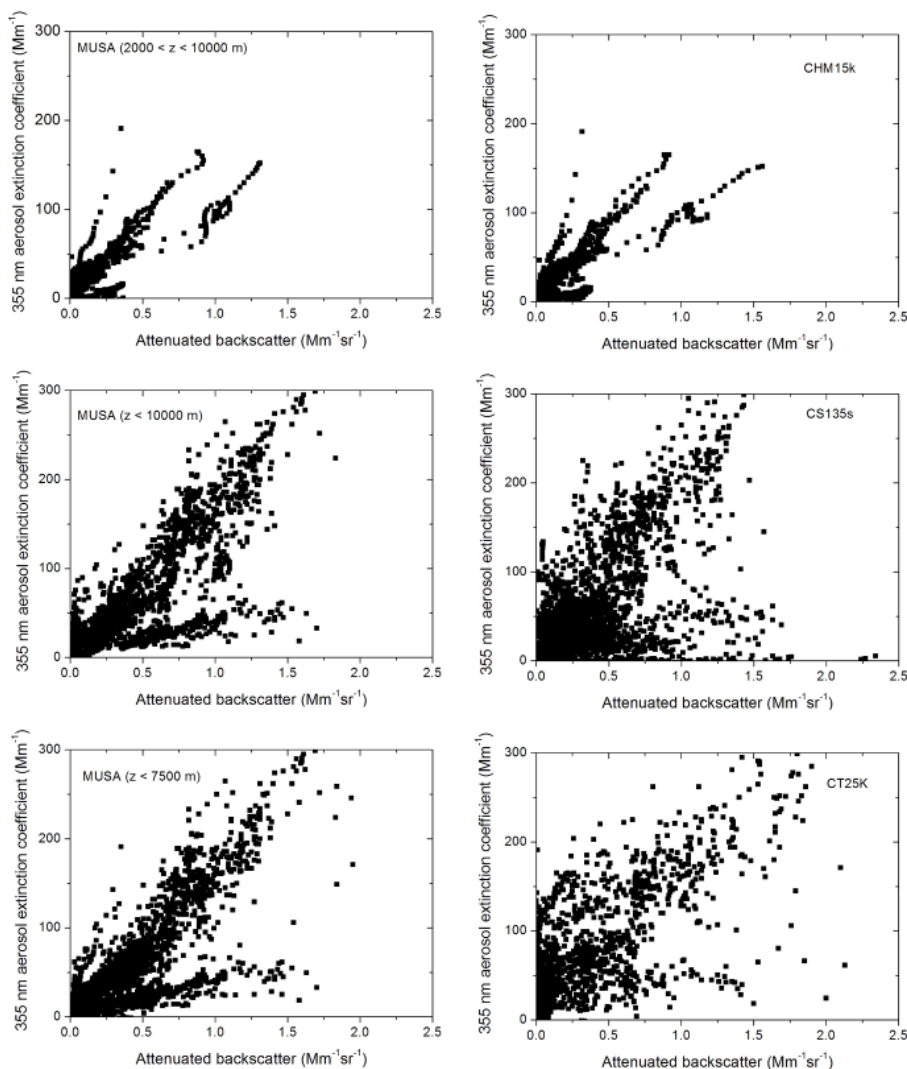 MUSA (2000 < z < 10000 m)
355 nm aerosol extinction coefficient (Mm⁻¹)
300
200
100
0
0.0 0.5 1.0 1.5 2.0 2.5
Attenuated backscatter (Mm⁻¹sr⁻¹)
CHM15k
355 nm aerosol extinction coefficient (Mm⁻¹)
300
200
100
0
0.0 0.5 1.0 1.5 2.0 2.5
Attenuated backscatter (Mm⁻¹sr⁻¹)
MUSA (z < 10000 m)
355 nm aerosol extinction coefficient (Mm⁻¹)
300
200
100
0
0.0 0.5 1.0 1.5 2.0 2.5
Attenuated backscatter (Mm⁻¹sr⁻¹)
CS135s
355 nm aerosol extinction coefficient (Mm⁻¹)
300
200
100
0
0.0 0.5 1.0 1.5 2.0 2.5
Attenuated backscatter (Mm⁻¹sr⁻¹)
MUSA (z < 7500 m)
355 nm aerosol extinction coefficient (Mm⁻¹)
300
200
100
0
0.0 0.5 1.0 1.5 2.0 2.5
Attenuated backscatter (Mm⁻¹sr⁻¹)
CT25K
355 nm aerosol extinction coefficient (Mm⁻¹)
300
200
100
0
0.0 0.5 1.0 1.5 2.0 2.5
Attenuated backscatter (Mm⁻¹sr⁻¹)